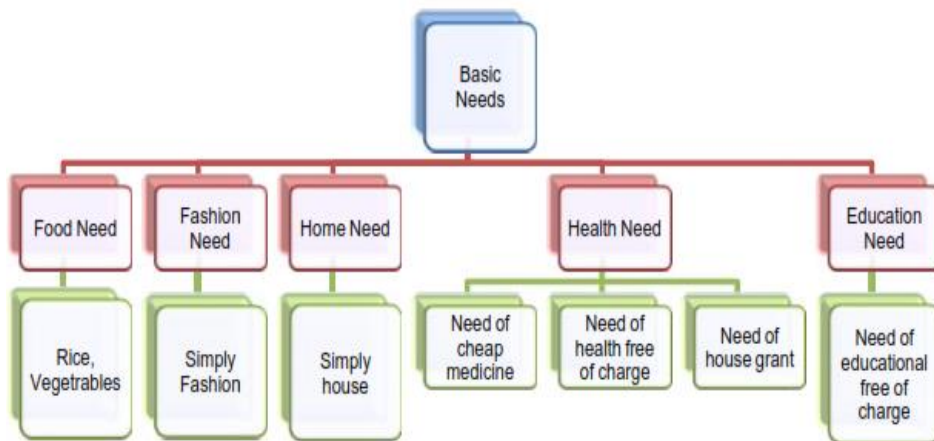 Basic
Needs
Food Need
Fashion
Need
Home Need
Health Need
Education
Need
Rice,
Vegetrables
Simply
Fashion
Simply
house
Need of
cheap
medicine
Need of
health free
of charge
Need of
house grant
Need of
educational
free of
charge